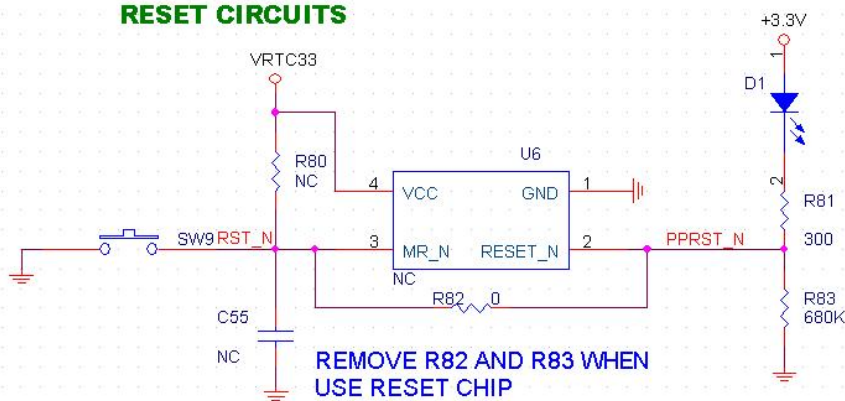 RESET CIRCUITS
+3.3V
VRTC33
1
D1
U6
R80
NC
4
VCC
GND
1
2
R81
SW9
RST_N
3
MR_N
RESET_N
2
PPRST_N
300
NC
R82
0
R83
680K
C55
NC
REMOVE R82 AND R83 WHEN
USE RESET CHIP